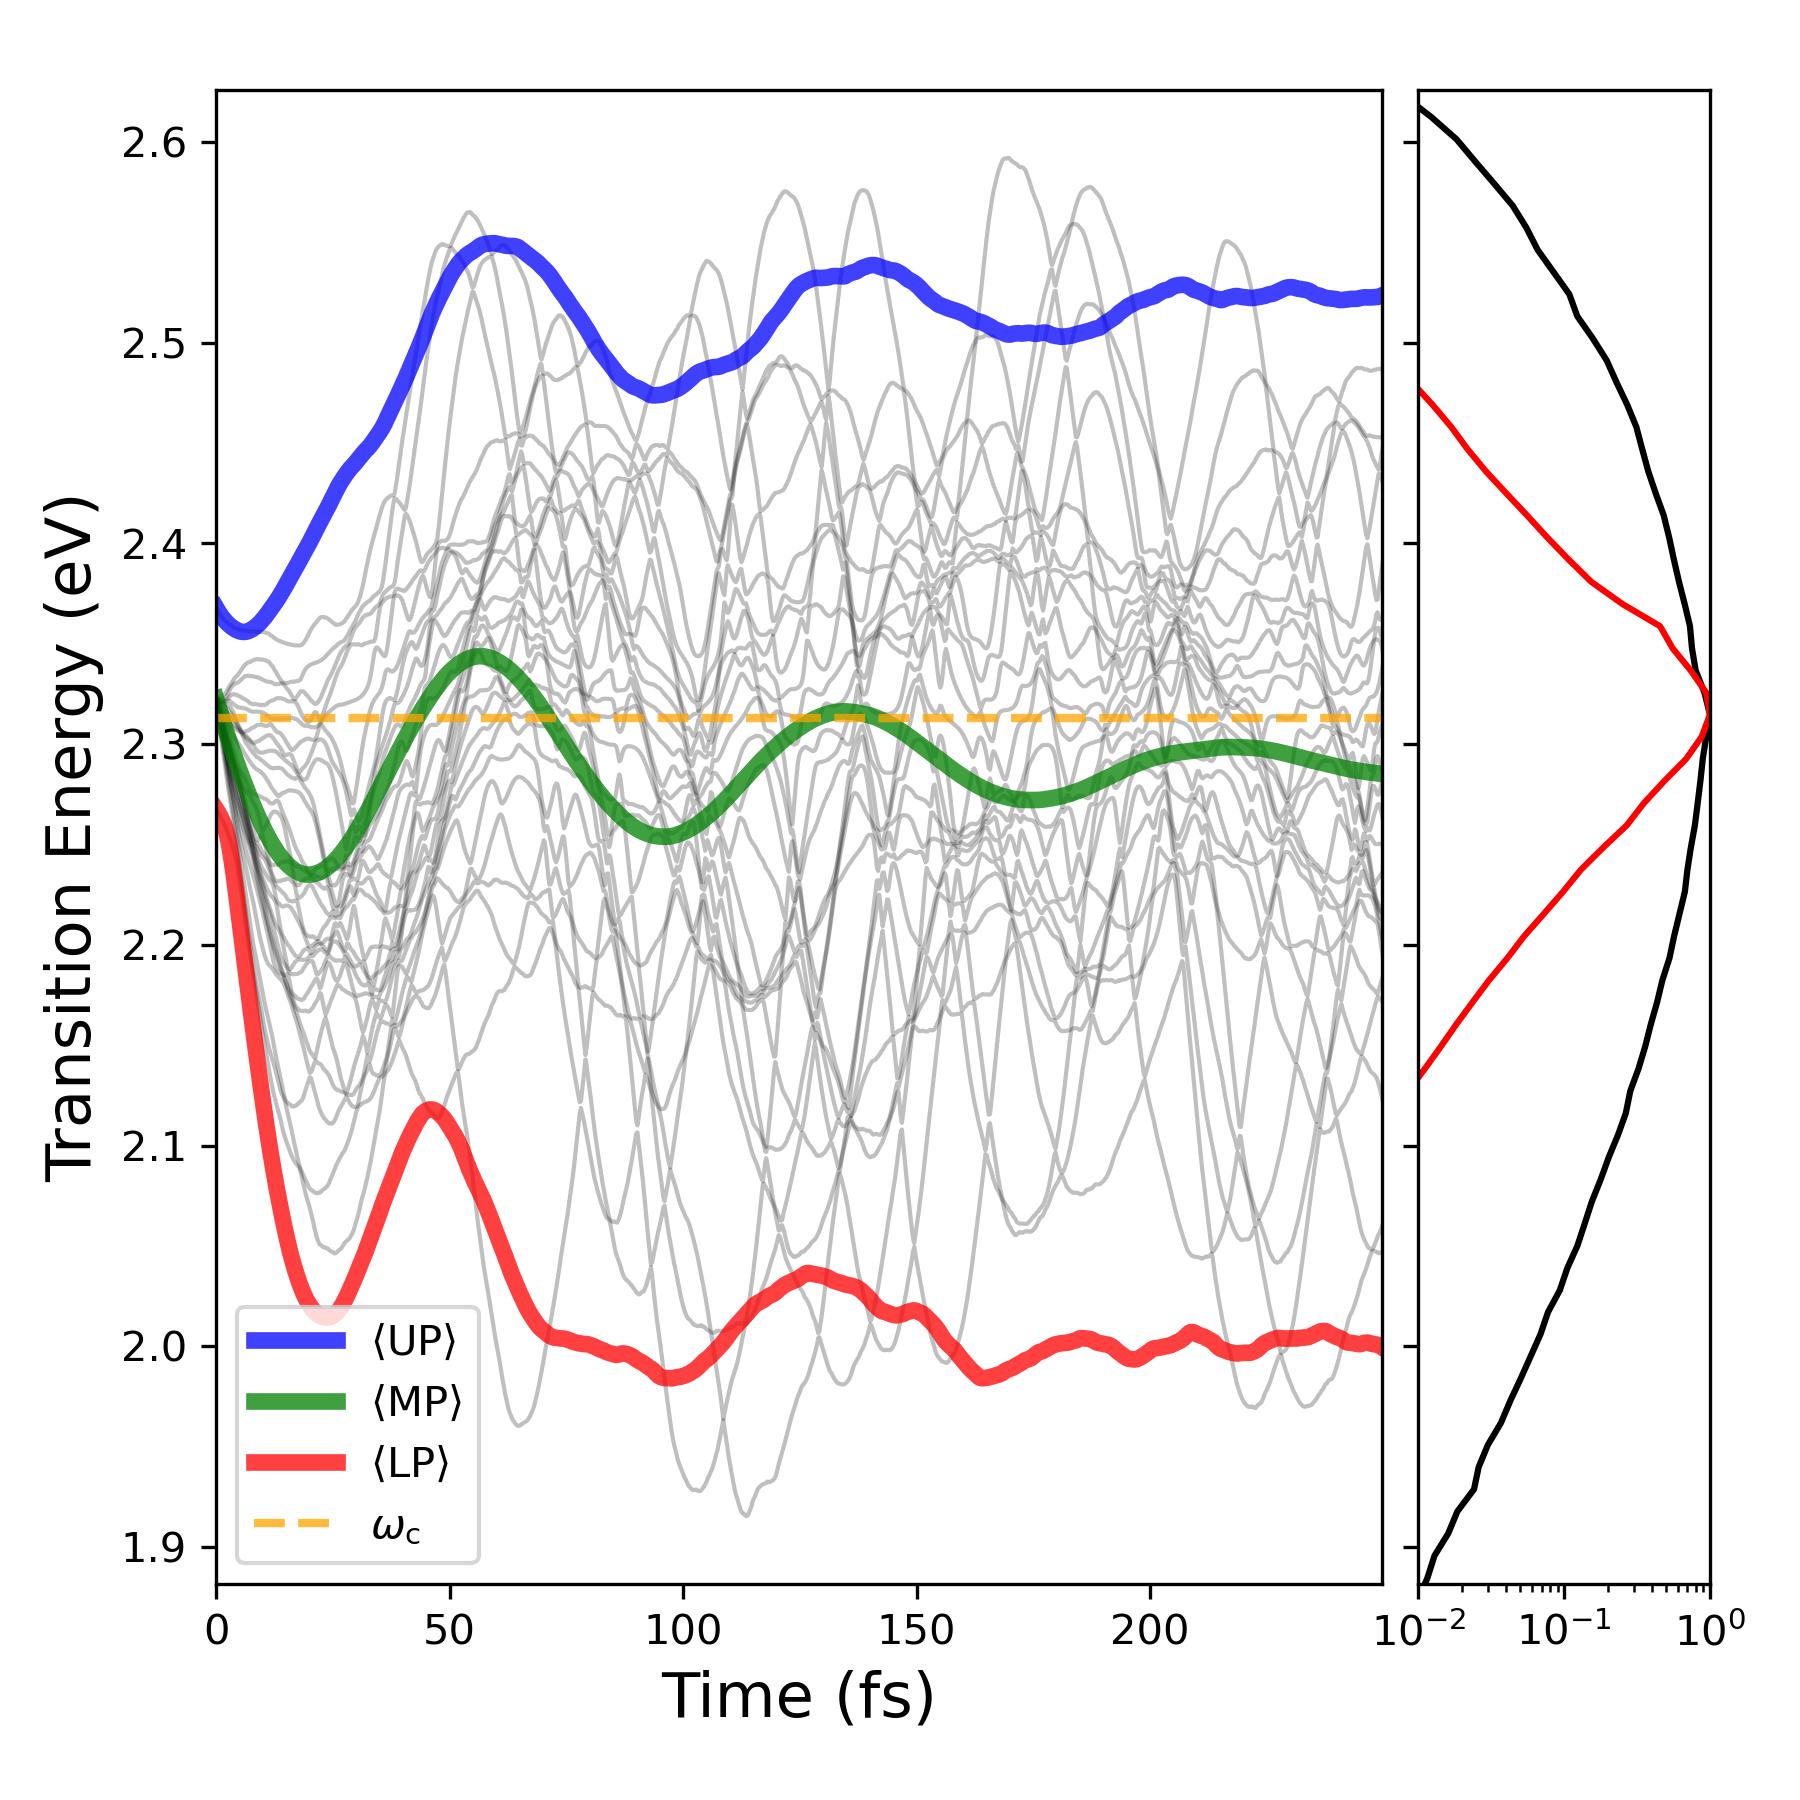 Transition Energy (eV)
2.6
2.5
2.4
2.3
2.2
2.1
2.0
1.9
⟨UP⟩
⟨MP⟩
⟨LP⟩
ω_c
0 50 100 150 200
Time (fs)
10⁻² 10⁻¹ 10⁰